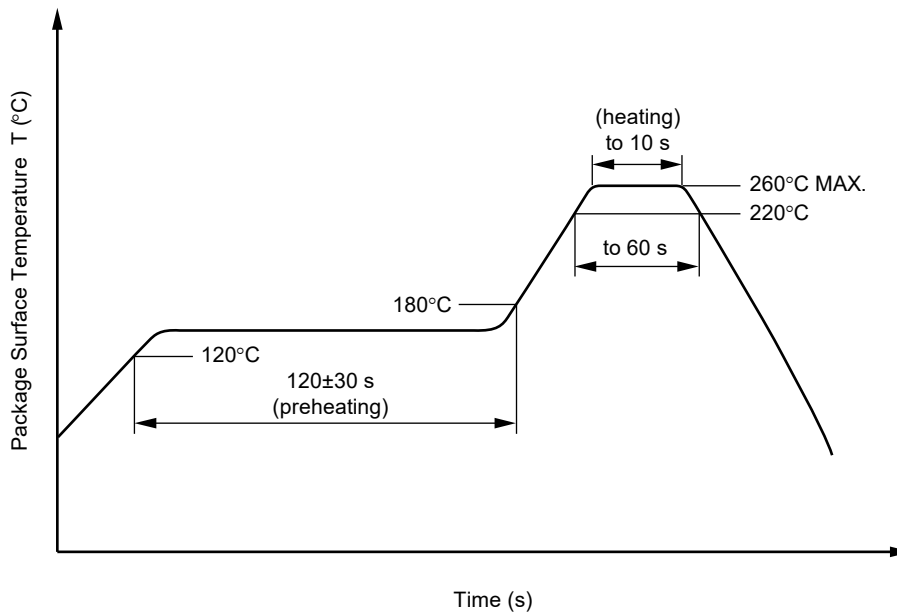 Package Surface Temperature T (°C)
(heating)
to 10 s
260°C MAX.
220°C
to 60 s
180°C
120°C
120±30 s
(preheating)
Time (s)